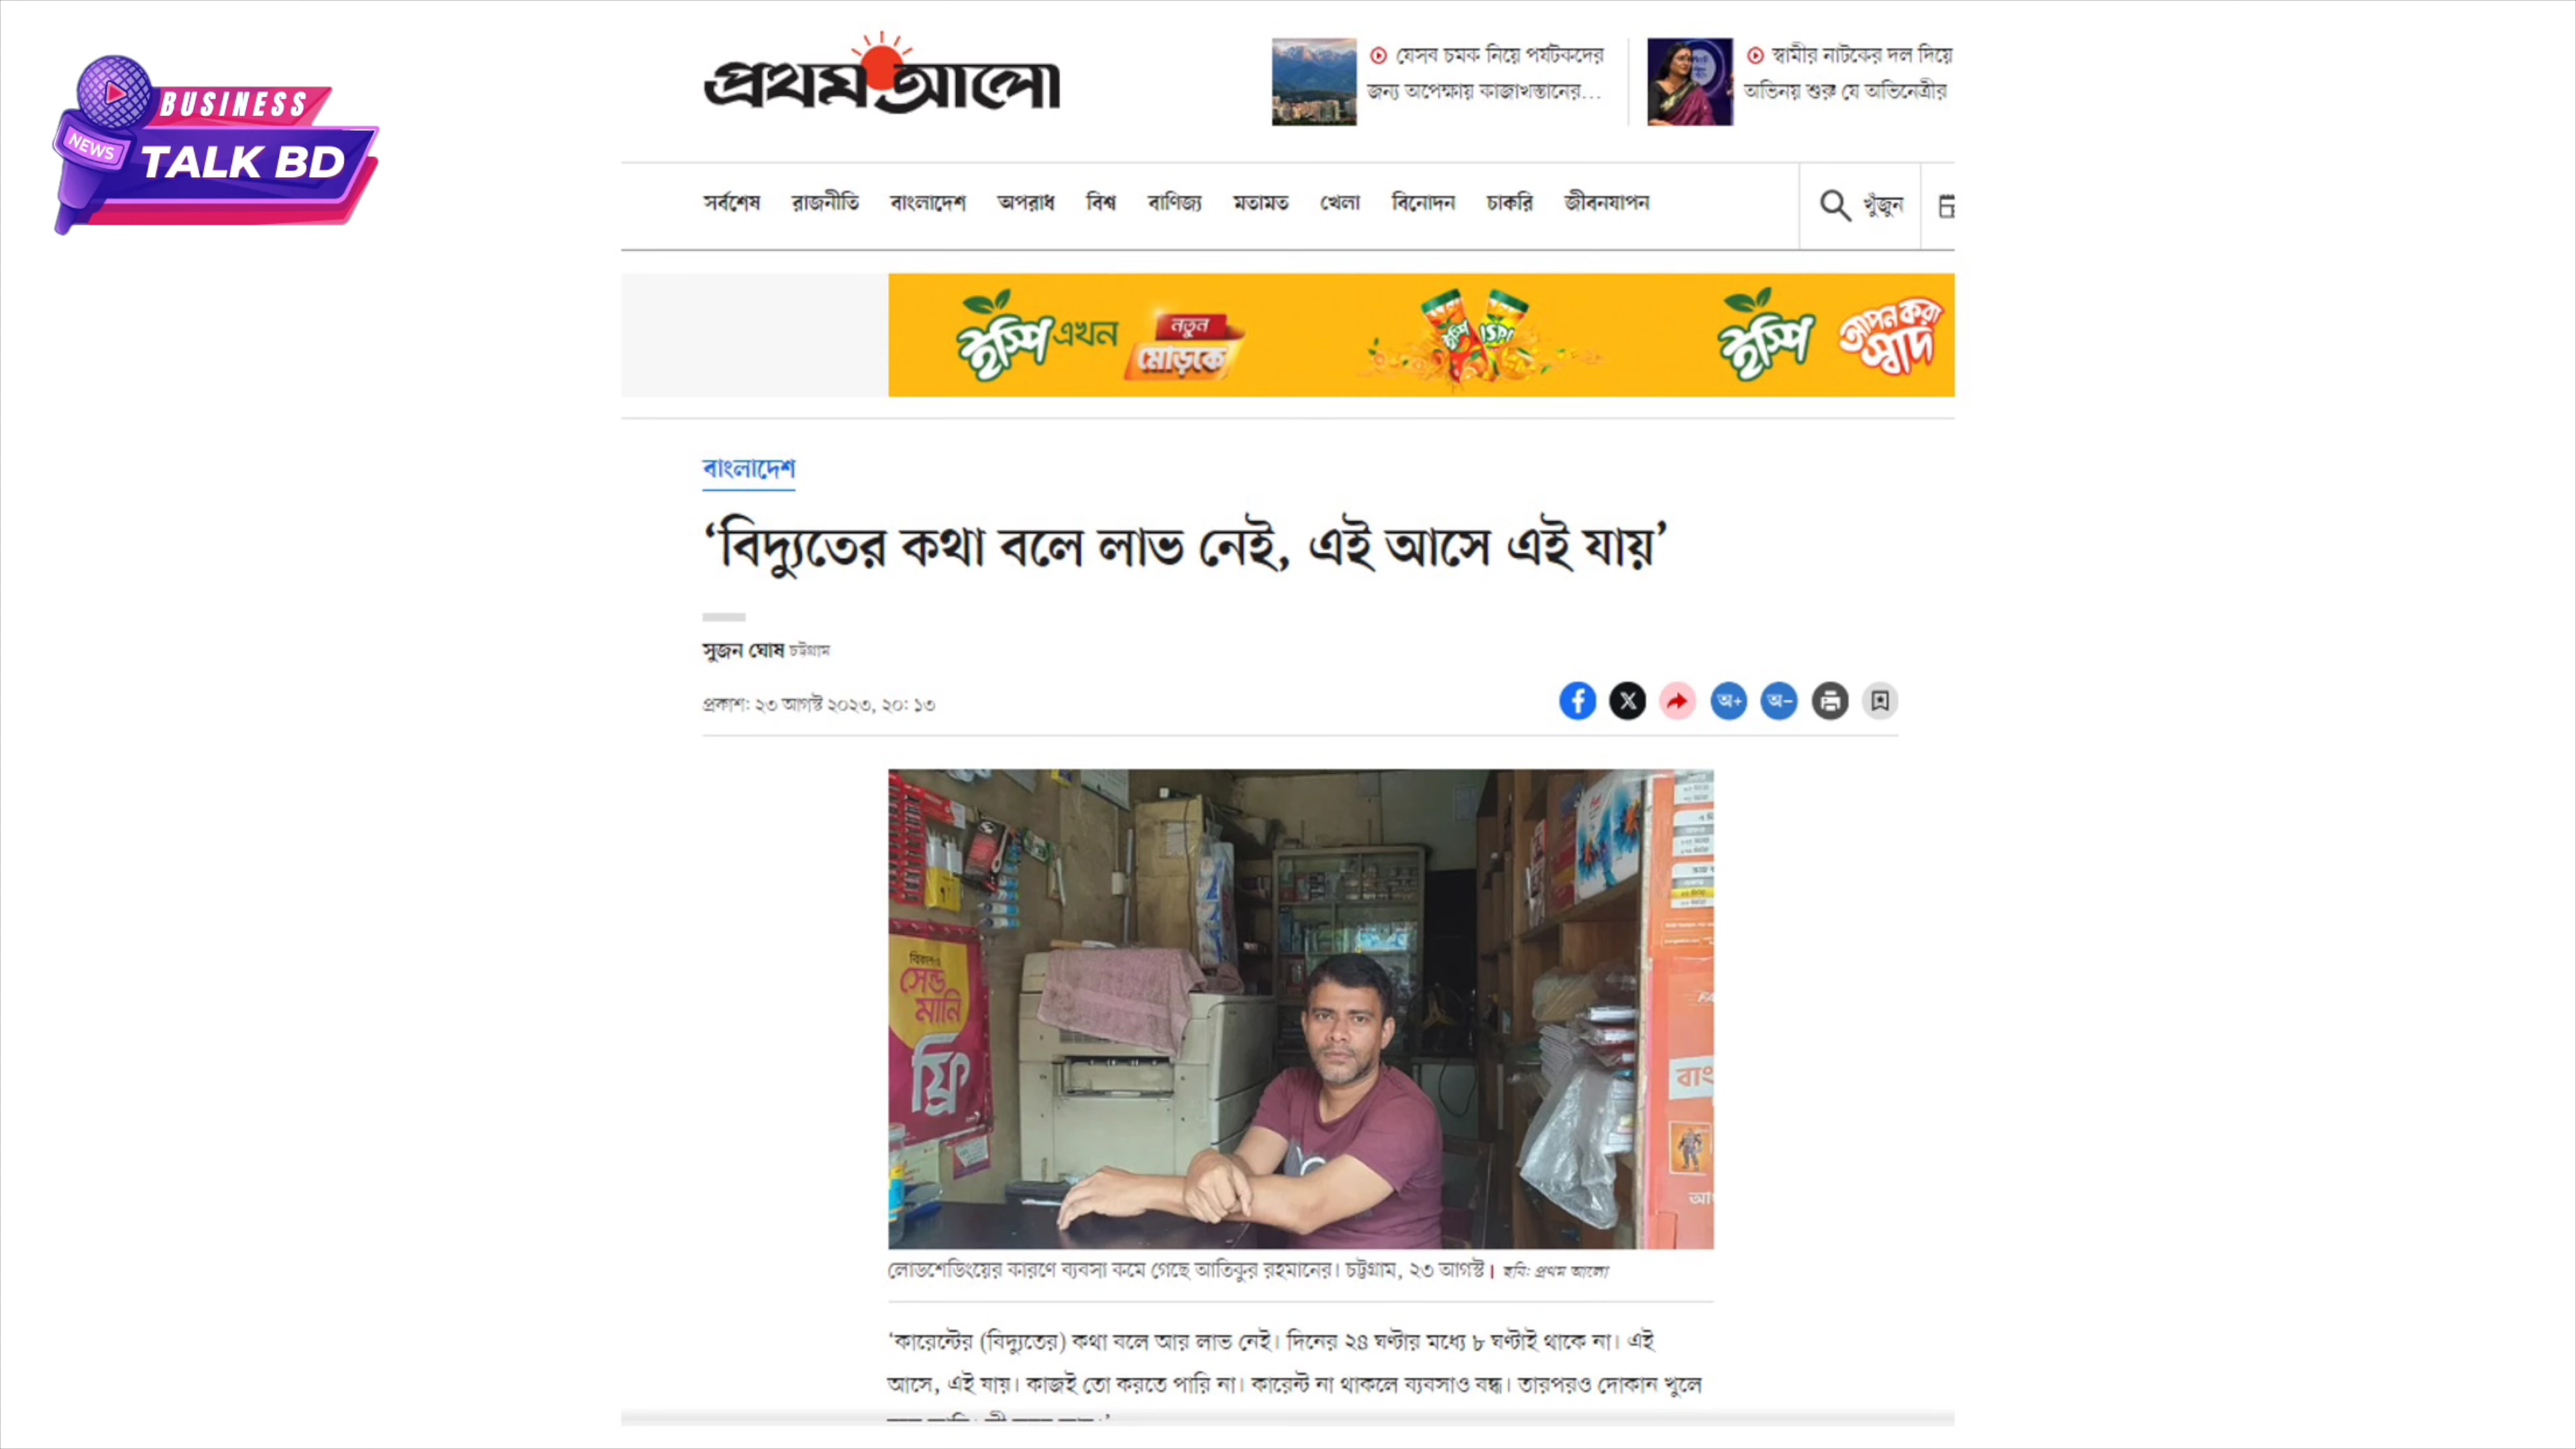 BUSINESS
NEWS
TALK BD
প্রথম আলো
যেসব চমক নিয়ে পর্যটকদের
জন্য অপেক্ষায় কাজাখস্তানের...
স্বামীর নাটকের দল দিয়ে
অভিনয় শুরু যে অভিনেত্রীর
সর্বশেষ রাজনীতি বাংলাদেশ অপরাধ বিশ্ব বাণিজ্য মতামত খেলা বিনোদন চাকরি জীবনযাপন খুঁজুন
ইস্পি এখন নতুন মোড়কে
ইস্পি ISPI
ইস্পি আপন করা স্বাদ
বাংলাদেশ
‘বিদ্যুতের কথা বলে লাভ নেই, এই আসে এই যায়’
সুজন ঘোষ চট্টগ্রাম
প্রকাশ: ২৩ আগস্ট ২০২৩, ২০: ১৩
অ+ অ−
সেন্ড
মানি
ফ্রি
লোডশেডিংয়ের কারণে ব্যবসা কমে গেছে আতিকুর রহমানের। চট্টগ্রাম, ২৩ আগস্ট। ছবি: প্রথম আলো
‘কারেন্টের (বিদ্যুতের) কথা বলে আর লাভ নেই। দিনের ২৪ ঘণ্টার মধ্যে ৮ ঘণ্টাই থাকে না। এই
আসে, এই যায়। কাজই তো করতে পারি না। কারেন্ট না থাকলে ব্যবসাও বন্ধ। তারপরও দোকান খুলে